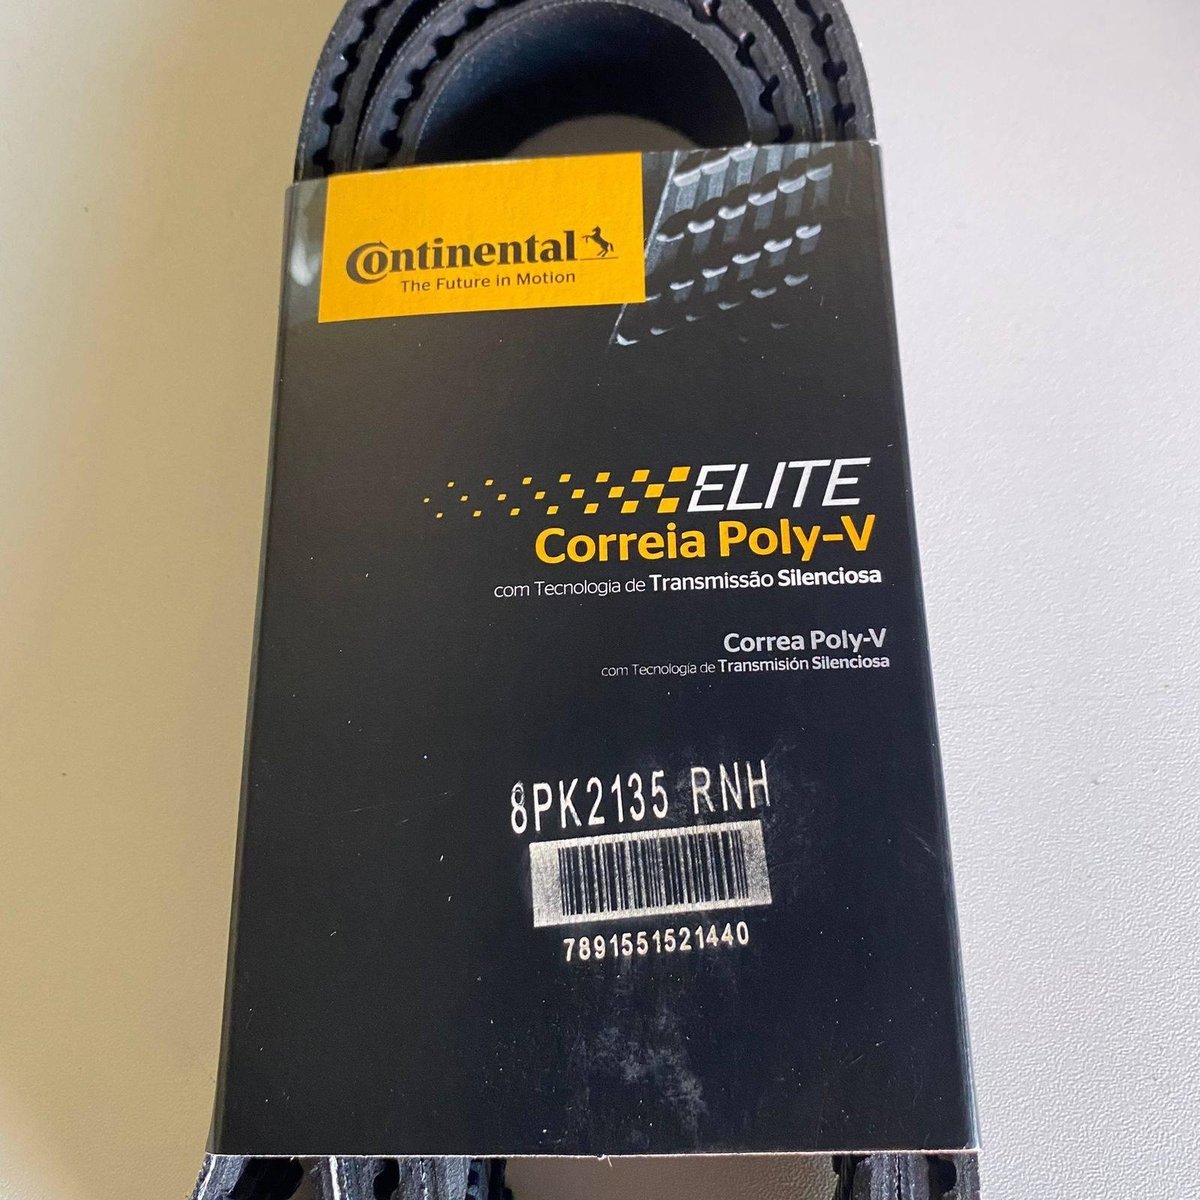 Continental
The Future in Motion
ELITE
Correia Poly-V
com Tecnologia de Transmissão Silenciosa
Correa Poly-V
com Tecnología de Transmisión Silenciosa
8PK2135 RNH
7891551521440